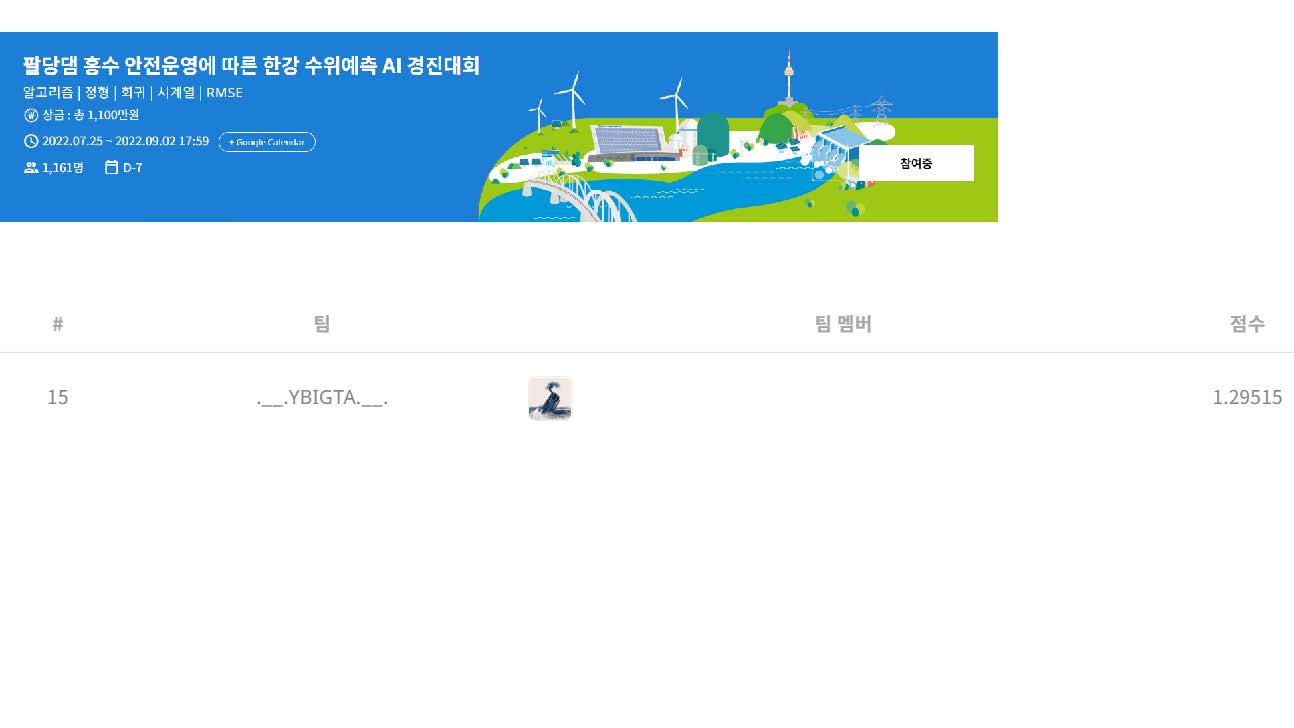 팔당댐 홍수 안전운영에 따른 한강 수위예측 AI 경진대회
알고리즘 | 정형 | 회귀 | 시계열 | RMSE
₩ 상금 : 총 1,100만원
2022.07.25 ~ 2022.09.02 17:59 + Google Calendar
1,161명 D-7
참여중
# 팀 팀 멤버 점수
15 .__.YBIGTA.__. 1.29515